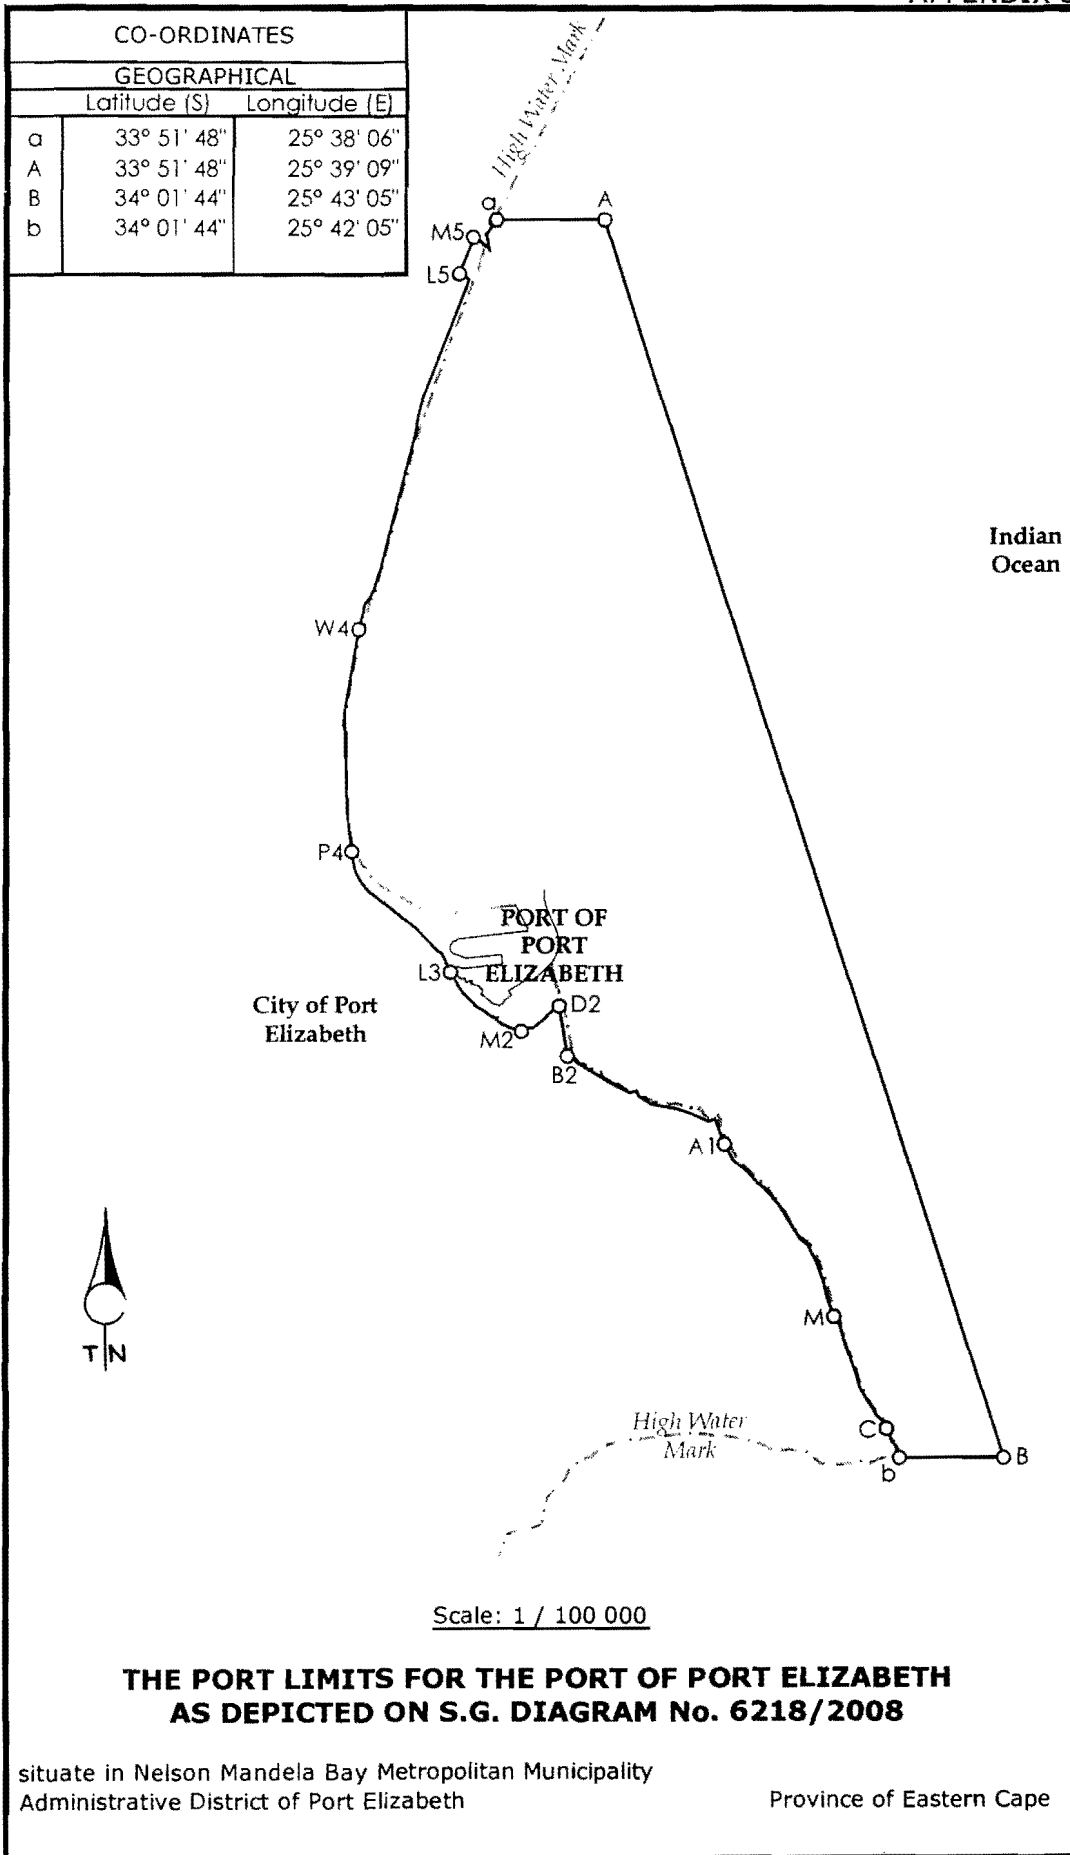 CO-ORDINATES
GEOGRAPHICAL
Latitude (S) Longitude (E)
a 33° 51' 48" 25° 38' 06"
A 33° 51' 48" 25° 39' 09"
B 34° 01' 44" 25° 43' 05"
b 34° 01' 44" 25° 42' 05"
High Water Mark
a
A
M5
L5
Indian
Ocean
W4
P4
PORT OF
PORT
ELIZABETH
L3
D2
City of Port
Elizabeth
M2
B2
A1
T N
M
High Water
Mark
C
b
B
Scale: 1 / 100 000
THE PORT LIMITS FOR THE PORT OF PORT ELIZABETH
AS DEPICTED ON S.G. DIAGRAM No. 6218/2008
situate in Nelson Mandela Bay Metropolitan Municipality
Administrative District of Port Elizabeth
Province of Eastern Cape